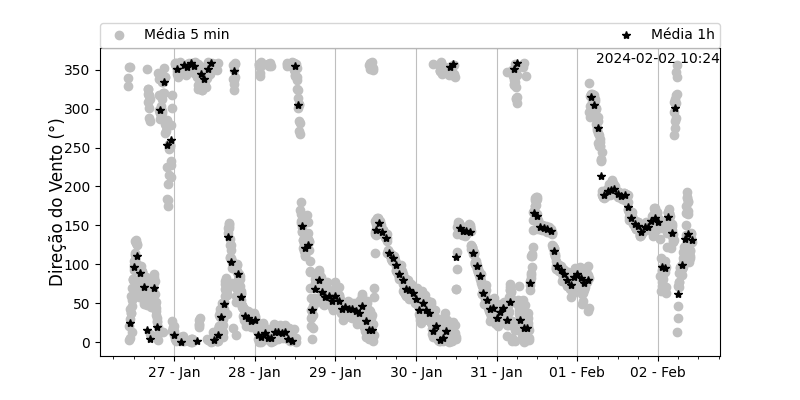 Média 5 min
Média 1h
2024-02-02 10:24
Direção do Vento (°)
350
300
250
200
150
100
50
0
27 - Jan
28 - Jan
29 - Jan
30 - Jan
31 - Jan
01 - Feb
02 - Feb